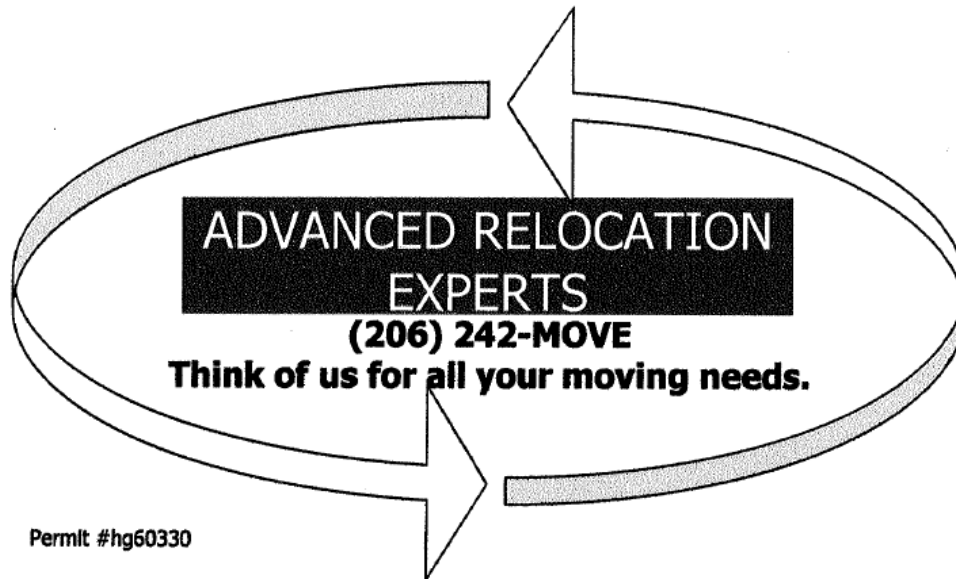 ADVANCED RELOCATION
EXPERTS
(206) 242-MOVE
Think of us for all your moving needs.
Permit #hg60330